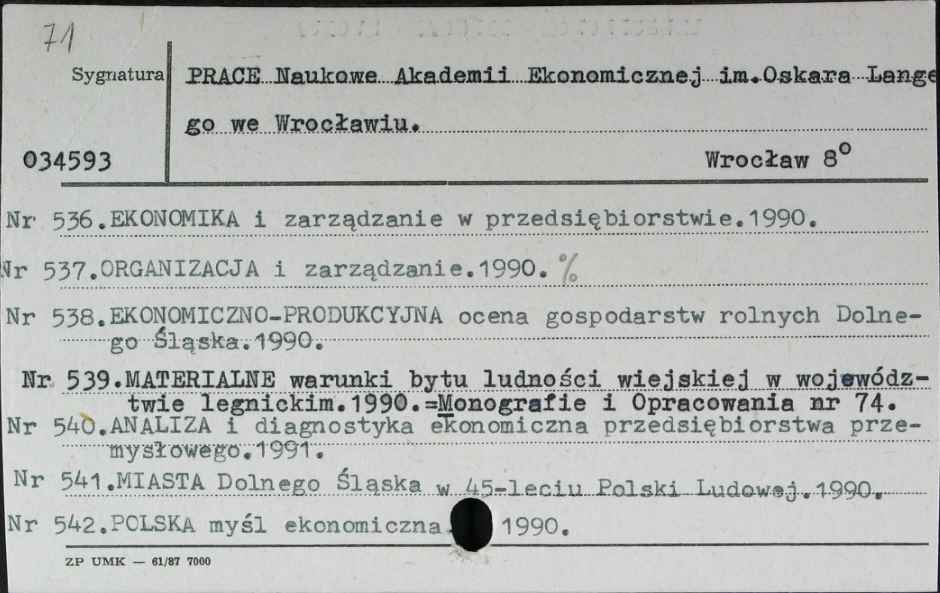 71
Sygnatura PRACE Naukowe Akademii Ekonomicznej im.Oskara Lange
go we Wrocławiu.
034593 Wrocław 8°
Nr 536.EKONOMIKA i zarządzanie w przedsiębiorstwie.1990.
Nr 537.ORGANIZACJA i zarządzanie.1990. %
Nr 538.EKONOMICZNO-PRODUKCYJNA ocena gospodarstw rolnych Dolne-
go Śląska.1990.
Nr 539.MATERIALNE warunki bytu ludności wiejskiej w wojewódz-
twie legnickim.1990.=Monografie i Opracowania nr 74.
Nr 540.ANALIZA i diagnostyka ekonomiczna przedsiębiorstwa prze-
mysłowego.1991.
Nr 541.MIASTA Dolnego Śląska w 45-leciu Polski Ludowej.1990.
Nr 542.POLSKA myśl ekonomiczna. 1990.
ZP UMK — 61/87 7000